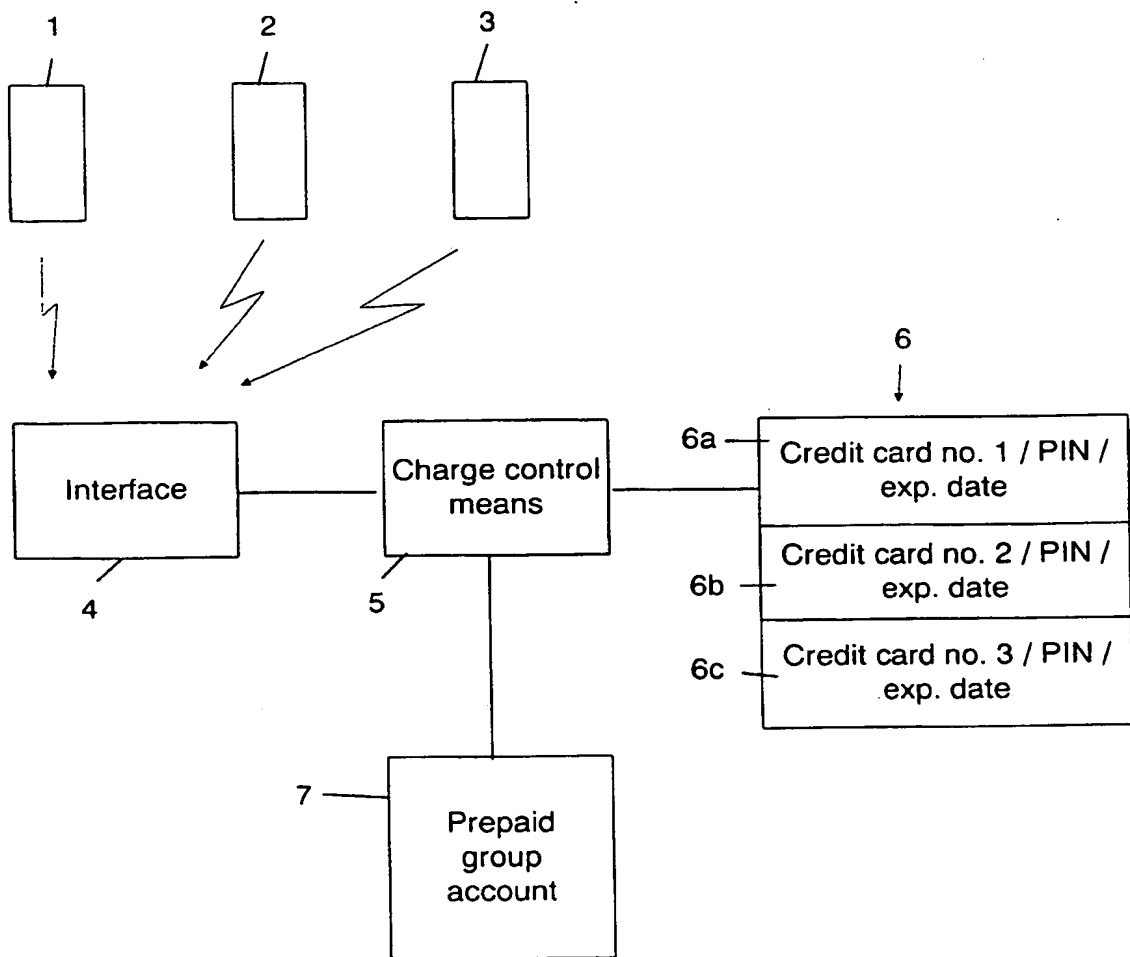 1
2
3
6
6a
Credit card no. 1 / PIN /
exp. date
Interface
Charge control
means
4
5
6b
Credit card no. 2 / PIN /
exp. date
6c
Credit card no. 3 / PIN /
exp. date
7
Prepaid
group
account